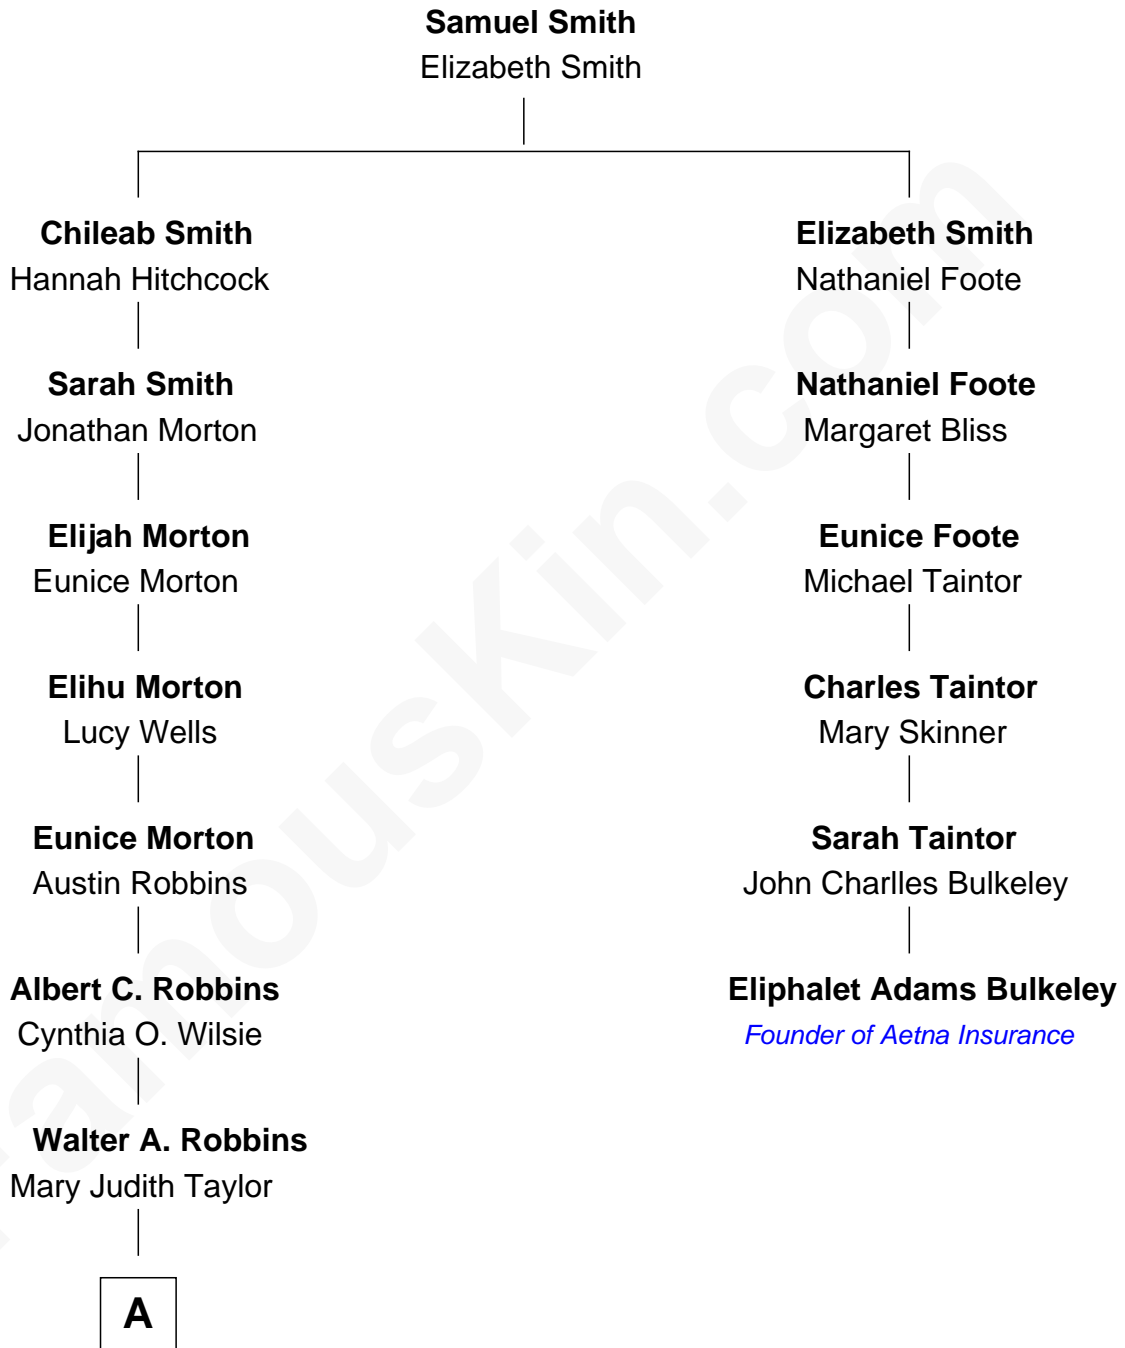 Samuel Smith
Elizabeth Smith
Chileab Smith
Hannah Hitchcock
Elizabeth Smith
Nathaniel Foote
Sarah Smith
Jonathan Morton
Nathaniel Foote
Margaret Bliss
Elijah Morton
Eunice Morton
Eunice Foote
Michael Taintor
Elihu Morton
Lucy Wells
Charles Taintor
Mary Skinner
Eunice Morton
Austin Robbins
Sarah Taintor
John Charlles Bulkeley
Albert C. Robbins
Cynthia O. Wilsie
Eliphalet Adams Bulkeley
Founder of Aetna Insurance
Walter A. Robbins
Mary Judith Taylor
A
FamousKin.com